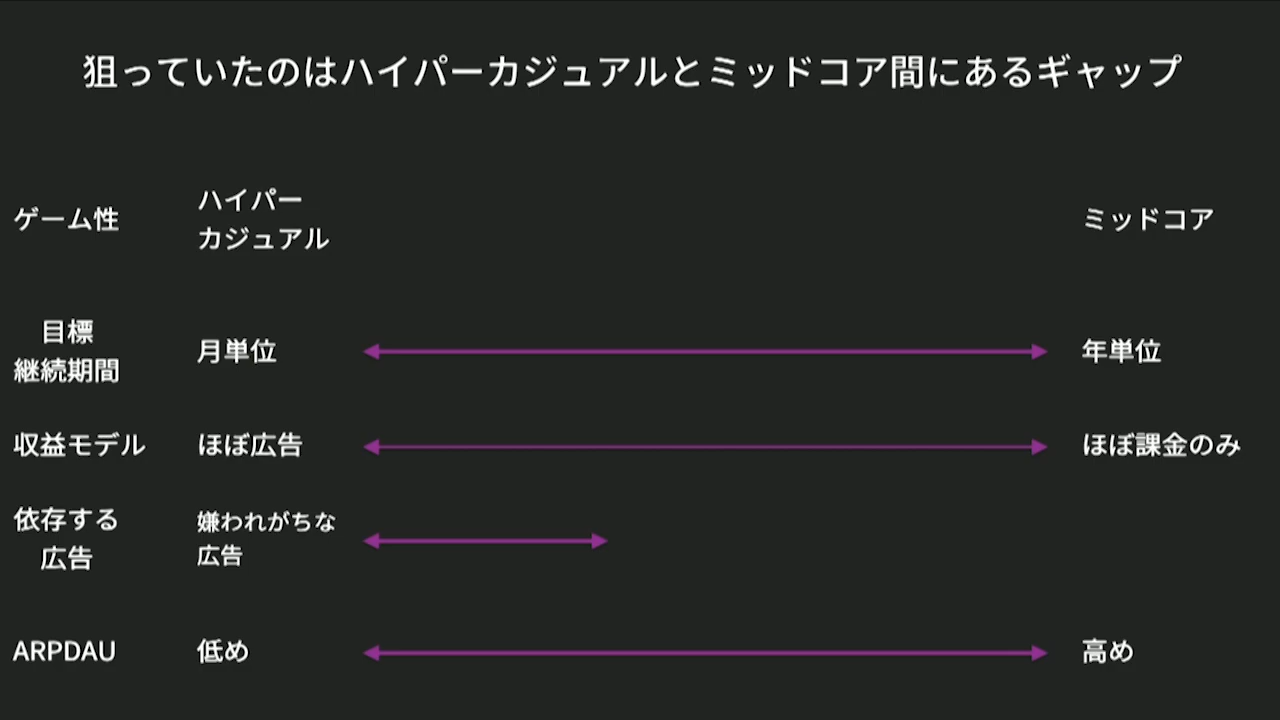 狙っていたのはハイパーカジュアルとミッドコア間にあるギャップ
ゲーム性
ハイパー
カジュアル
ミッドコア
目標
継続期間
月単位
年単位
収益モデル
ほぼ広告
ほぼ課金のみ
依存する
広告
嫌われがちな
広告
ARPDAU
低め
高め